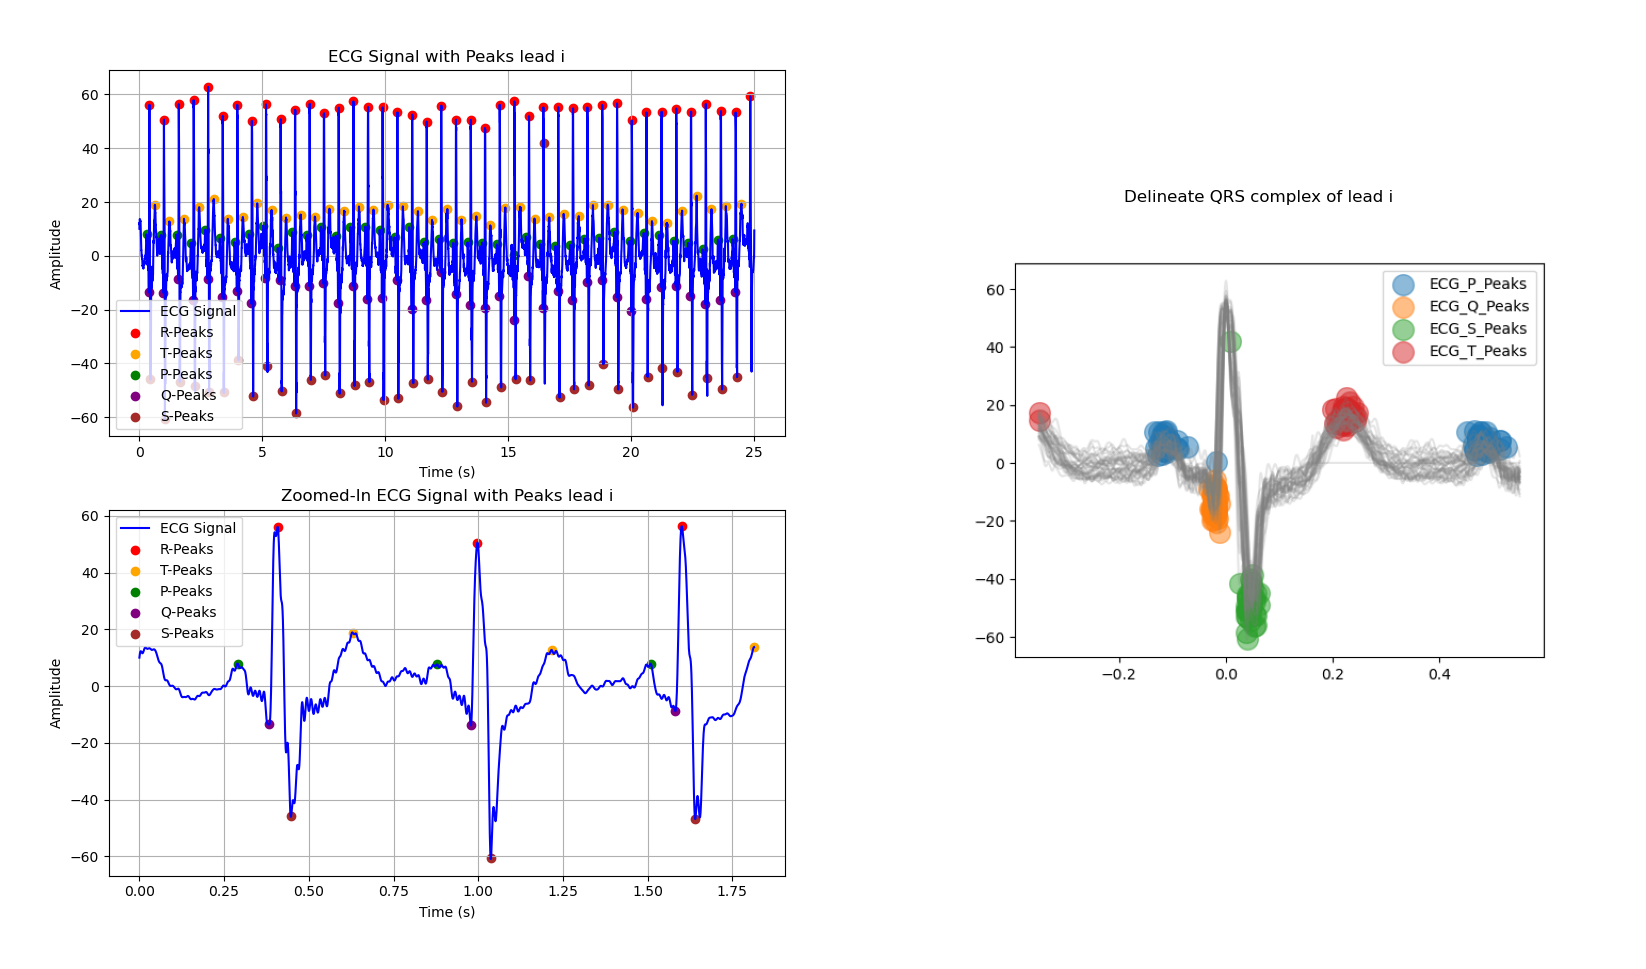 ECG Signal with Peaks lead i
Amplitude
60
40
20
0
−20
−40
−60
ECG Signal
R-Peaks
T-Peaks
P-Peaks
Q-Peaks
S-Peaks
0 5 10 15 20 25
Time (s)
Zoomed-In ECG Signal with Peaks lead i
Amplitude
60
40
20
0
−20
−40
−60
ECG Signal
R-Peaks
T-Peaks
P-Peaks
Q-Peaks
S-Peaks
0.00 0.25 0.50 0.75 1.00 1.25 1.50 1.75
Time (s)
Delineate QRS complex of lead i
60
40
20
0
−20
−40
−60
ECG_P_Peaks
ECG_Q_Peaks
ECG_S_Peaks
ECG_T_Peaks
−0.2 0.0 0.2 0.4